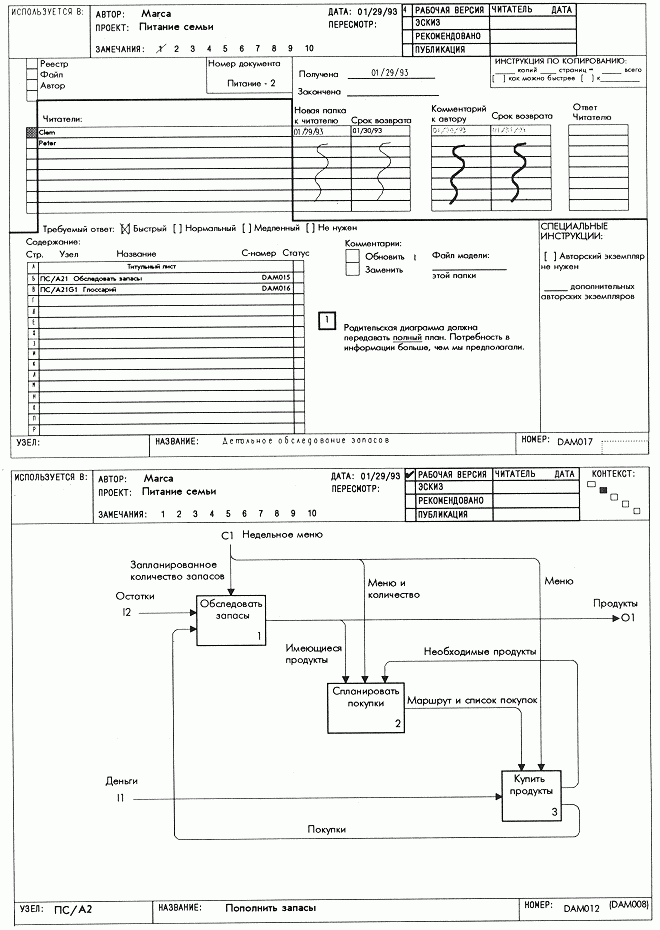 ИСПОЛЬЗУЕТСЯ В:
АВТОР: Marca
ДАТА: 01/29/93
РАБОЧАЯ ВЕРСИЯ ЧИТАТЕЛЬ ДАТА
ПРОЕКТ: Питание семьи
ПЕРЕСМОТР:
ЭСКИЗ
РЕКОМЕНДОВАНО
ЗАМЕЧАНИЯ: 1 2 3 4 5 6 7 8 9 10
ПУБЛИКАЦИЯ
Реестр
Файл
Автор
Номер документа
Питание - 2
Получена 01/29/93
Закончена
ИНСТРУКЦИЯ ПО КОПИРОВАНИЮ:
копий страниц = всего
[ ] как можно быстрее [ ] к
Читатели:
Clem
Peter
Новая папка к читателю
Срок возврата
01/29/93 01/30/93
Комментарий к автору
Срок возврата
Ответ Читателю
Требуемый ответ: [X] Быстрый [ ] Нормальный [ ] Медленный [ ] Не нужен
Содержание:
Стр. Узел Название С-номер Статус
А Титульный лист
Б ПС/А21 Обследовать запасы DAM015
В ПС/А21G1 Глоссарий DAM016
Г
Д
Е
Ё
З
И
Ж
К
Л
М
Н
О
П
Р
Комментарии:
Обновить
Заменить
Файл модели:
этой папки
1
Родительская диаграмма должна
передавать полный план. Потребность в
информации больше, чем мы предполагали.
СПЕЦИАЛЬНЫЕ
ИНСТРУКЦИИ:
[ ] Авторский экземпляр
не нужен
дополнительных
авторских экземпляров
УЗЕЛ:
НАЗВАНИЕ: Детальное обследование запасов
НОМЕР: DAM017
ИСПОЛЬЗУЕТСЯ В:
АВТОР: Marca
ДАТА: 01/29/93
РАБОЧАЯ ВЕРСИЯ ЧИТАТЕЛЬ ДАТА
КОНТЕКСТ:
ПРОЕКТ: Питание семьи
ПЕРЕСМОТР:
ЭСКИЗ
РЕКОМЕНДОВАНО
ЗАМЕЧАНИЯ: 1 2 3 4 5 6 7 8 9 10
ПУБЛИКАЦИЯ
C1 Недельное меню
Запланированное
количество запасов
Остатки
I2
Обследовать
запасы
1
Меню и
количество
Меню
Продукты
O1
Имеющиеся
продукты
Необходимые продукты
Спланировать
покупки
2
Маршрут и список покупок
Деньги
I1
Купить
продукты
3
Покупки
УЗЕЛ: ПС/А2
НАЗВАНИЕ: Пополнить запасы
НОМЕР: DAM012 (DAM008)